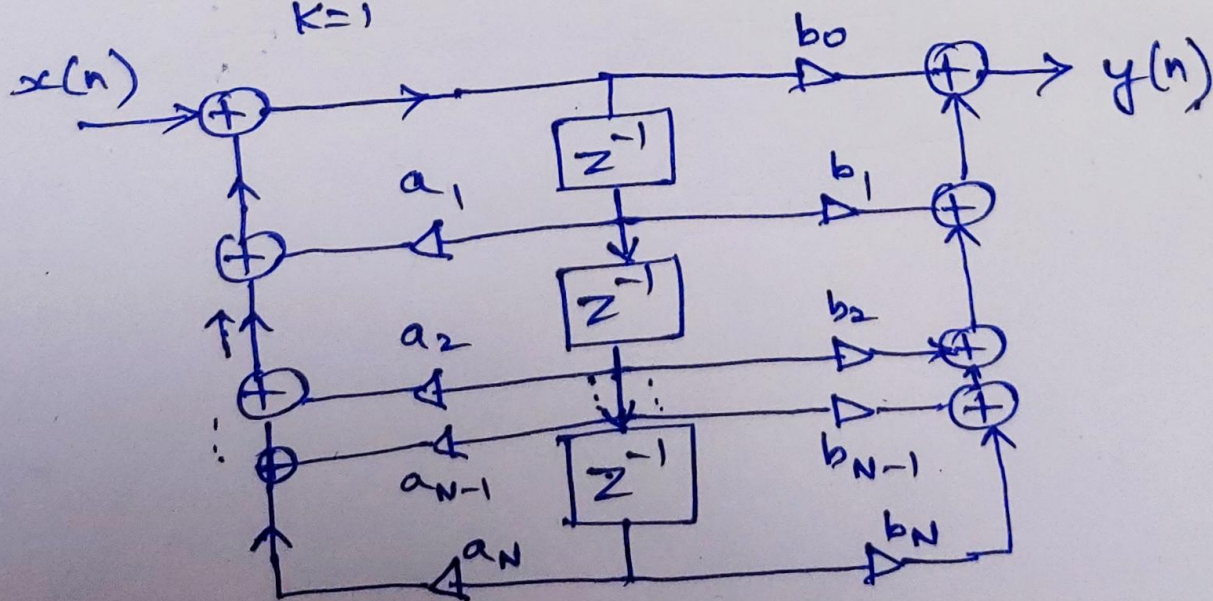 K=1
x(n) + b0 + y(n)
z^-1
a1 b1
+ +
z^-1
a2 b2
+ +
+ +
aN-1 z^-1 bN-1
aN bN